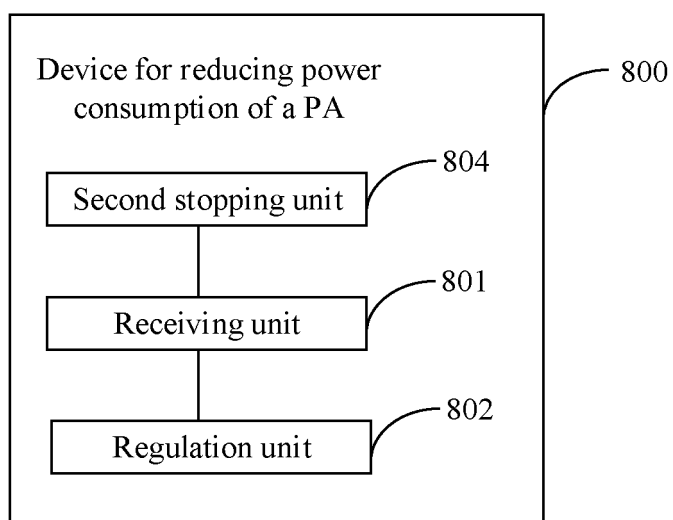 Device for reducing power
consumption of a PA
800
804
Second stopping unit
801
Receiving unit
802
Regulation unit